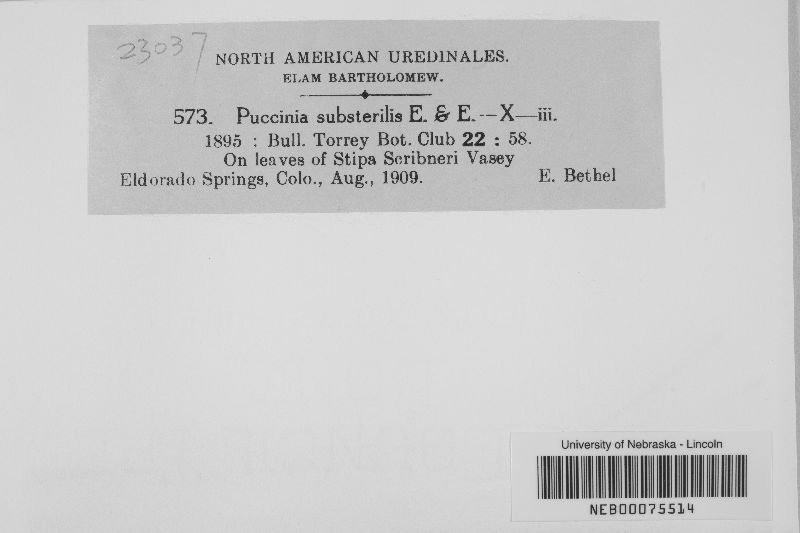 23037
NORTH AMERICAN UREDINALES.
ELAM BARTHOLOMEW.
573. Puccinia substerilis E. & E.--X—iii.
1895 : Bull. Torrey Bot. Club 22 : 58.
On leaves of Stipa Scribneri Vasey
Eldorado Springs, Colo., Aug., 1909. E. Bethel
University of Nebraska - Lincoln
NEB00075514